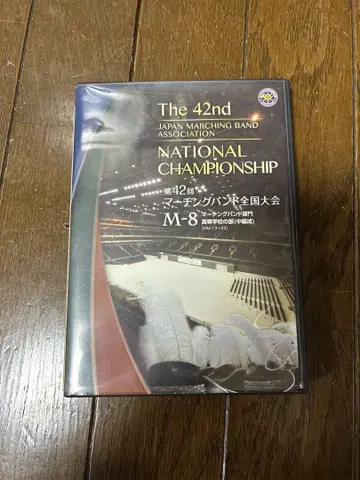 The 42nd
JAPAN MARCHING BAND
ASSOCIATION
NATIONAL
CHAMPIONSHIP
第42回
マーチングバンド全国大会
M-8
マーチングバンド部門
高等学校の部(中編成)